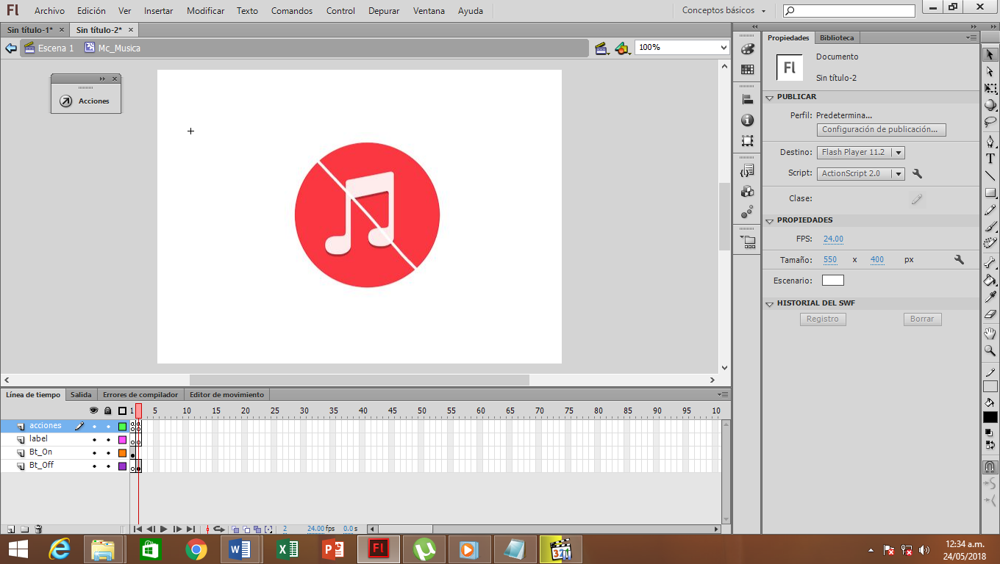 Fl Archivo Edición Ver Insertar Modificar Texto Comandos Control Depurar Ventana Ayuda Conceptos básicos
Sin título-1* × Sin título-2* ×
Escena 1 Mc_Musica 100%
Acciones
Propiedades Biblioteca
Fl
Documento
Sin título-2
PUBLICAR
Perfil: Predetermina...
Configuración de publicación...
Destino: Flash Player 11.2
Script: ActionScript 2.0
Clase:
PROPIEDADES
FPS: 24.00
Tamaño: 550 x 400 px
Escenario:
HISTORIAL DEL SWF
Registro Borrar
T
Línea de tiempo Salida Errores de compilador Editor de movimiento
1 5 10 15 20 25 30 35 40 45 50 55 60 65 70 75 80 85 90 95 10
acciones
label
Bt_On
Bt_Off
2 24.00 fps 0.0 s
Fl
321
12:34 a.m.
24/05/2018